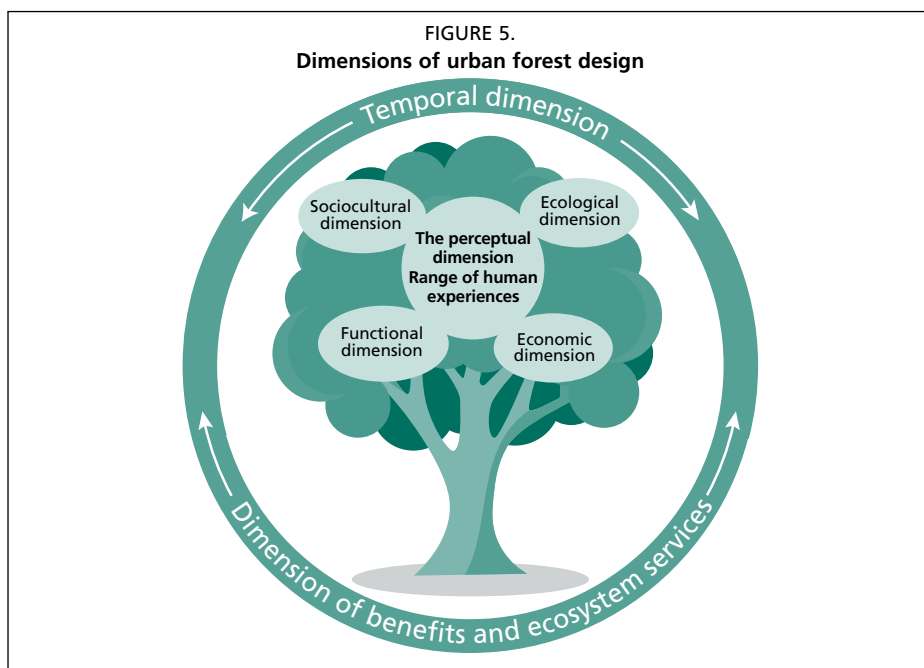 FIGURE 5.
Dimensions of urban forest design
Temporal dimension
Sociocultural
dimension
Ecological
dimension
The perceptual
dimension
Range of human
experiences
Functional
dimension
Economic
dimension
Dimension of benefits and ecosystem services